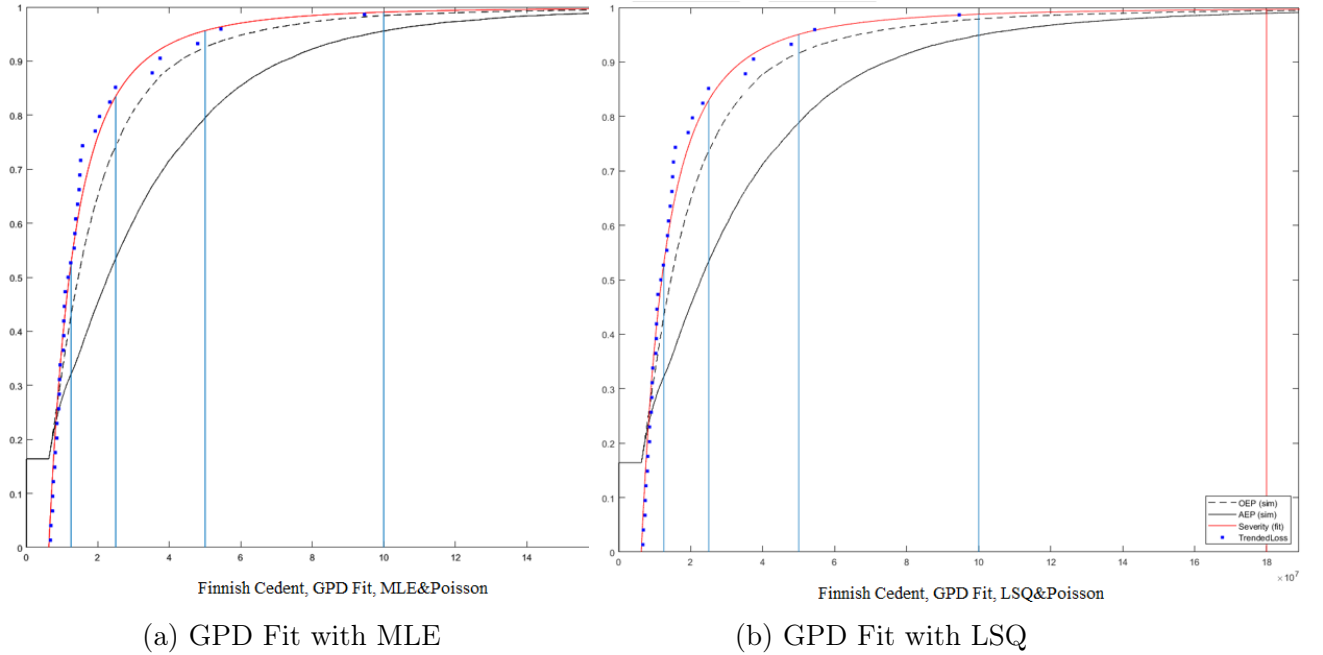 1
0.9
0.8
0.7
0.6
0.5
0.4
0.3
0.2
0.1
0
0 2 4 6 8 10 12 14
Finnish Cedent, GPD Fit, MLE&Poisson
(a) GPD Fit with MLE
1
0.9
0.8
0.7
0.6
0.5
0.4
0.3
0.2
0.1
0
0 2 4 6 8 10 12 14 16 18
× 10^7
OEP (sim)
AEP (sim)
Severity (fit)
TrendedLoss
Finnish Cedent, GPD Fit, LSQ&Poisson
(b) GPD Fit with LSQ